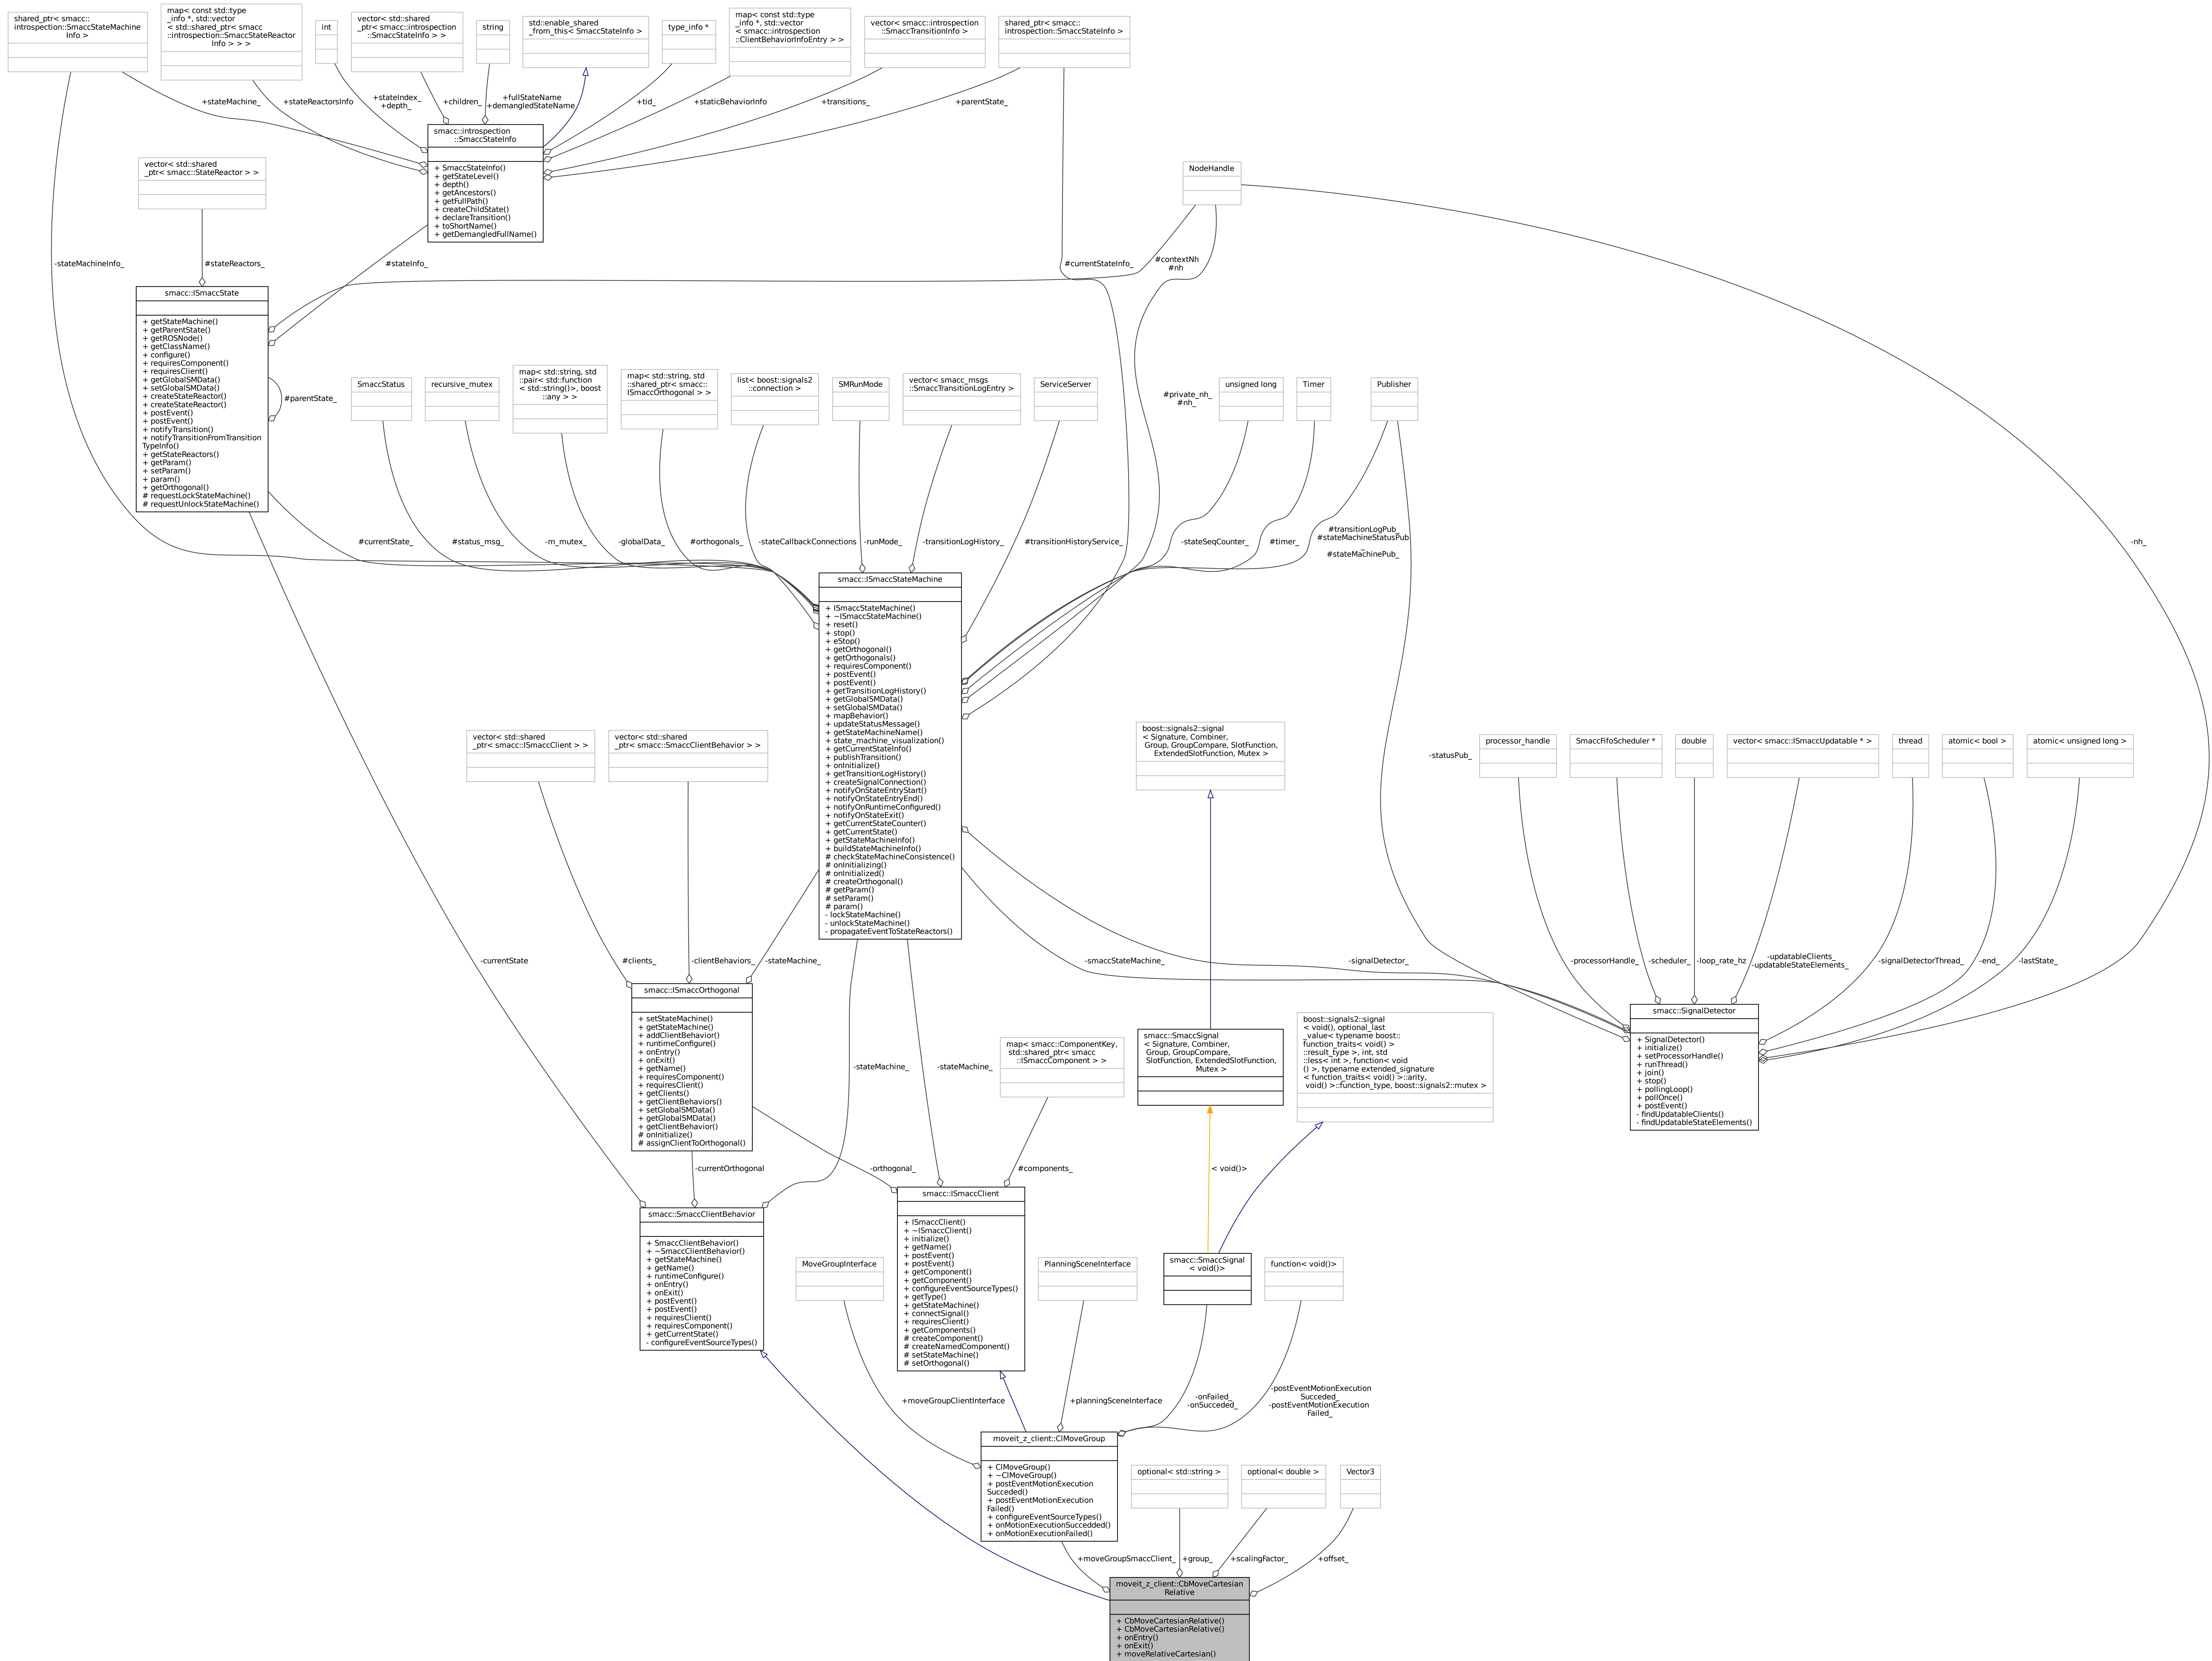 shared_ptr< smacc::
introspection::SmaccStateMachine
Info >
map< const std::type
_info *, std::vector
< std::shared_ptr< smacc
::introspection::SmaccStateReactor
Info > > >
int
vector< std::shared
_ptr< smacc::introspection
::SmaccStateInfo > >
string
std::enable_shared
_from_this< SmaccStateInfo >
type_info *
map< const std::type
_info *, std::vector
< smacc::introspection
::ClientBehaviorInfoEntry > >
vector< smacc::introspection
::SmaccTransitionInfo >
shared_ptr< smacc::
introspection::SmaccStateInfo >
+stateMachine_
+stateReactorsInfo
+stateIndex_
+depth_
+children_
+fullStateName
+demangledStateName
+tid_
+staticBehaviorInfo
+transitions_
+parentState_
smacc::introspection
::SmaccStateInfo
+ SmaccStateInfo()
+ getStateLevel()
+ depth()
+ getAncestors()
+ getFullPath()
+ createChildState()
+ declareTransition()
+ toShortName()
+ getDemangledFullName()
vector< std::shared
_ptr< smacc::StateReactor > >
NodeHandle
-stateMachineInfo_
#stateReactors_
#stateInfo_
#currentStateInfo_
#contextNh
#nh
smacc::ISmaccState
+ getStateMachine()
+ getParentState()
+ getROSNode()
+ getClassName()
+ configure()
+ requiresComponent()
+ requiresClient()
+ getGlobalSMData()
+ setGlobalSMData()
+ createStateReactor()
+ createStateReactor()
+ postEvent()
+ postEvent()
+ notifyTransition()
+ notifyTransitionFromTransition
TypeInfo()
+ getStateReactors()
+ getParam()
+ setParam()
+ param()
+ getOrthogonal()
# requestLockStateMachine()
# requestUnlockStateMachine()
#parentState_
SmaccStatus
recursive_mutex
map< std::string, std
::pair< std::function
< std::string()>, boost
::any > >
map< std::string, std
::shared_ptr< smacc::
ISmaccOrthogonal > >
list< boost::signals2
::connection >
SMRunMode
vector< smacc_msgs
::SmaccTransitionLogEntry >
ServiceServer
#private_nh_
#nh_
unsigned long
Timer
Publisher
#currentState_
#status_msg_
-m_mutex_
-globalData_
#orthogonals_
-stateCallbackConnections
-runMode_
-transitionLogHistory_
#transitionHistoryService_
-stateSeqCounter_
#timer_
#transitionLogPub_
#stateMachineStatusPub
_
#stateMachinePub_
-nh_
smacc::ISmaccStateMachine
+ ISmaccStateMachine()
+ ~ISmaccStateMachine()
+ reset()
+ stop()
+ eStop()
+ getOrthogonal()
+ getOrthogonals()
+ requiresComponent()
+ postEvent()
+ postEvent()
+ getTransitionLogHistory()
+ getGlobalSMData()
+ setGlobalSMData()
+ mapBehavior()
+ updateStatusMessage()
+ getStateMachineName()
+ state_machine_visualization()
+ getCurrentStateInfo()
+ publishTransition()
+ onInitialize()
+ getTransitionLogHistory()
+ createSignalConnection()
+ notifyOnStateEntryStart()
+ notifyOnStateEntryEnd()
+ notifyOnRuntimeConfigured()
+ notifyOnStateExit()
+ getCurrentStateCounter()
+ getCurrentState()
+ getStateMachineInfo()
+ buildStateMachineInfo()
# checkStateMachineConsistence()
# onInitializing()
# onInitialized()
# createOrthogonal()
# getParam()
# setParam()
# param()
- lockStateMachine()
- unlockStateMachine()
- propagateEventToStateReactors()
vector< std::shared
_ptr< smacc::ISmaccClient > >
vector< std::shared
_ptr< smacc::SmaccClientBehavior > >
boost::signals2::signal
< Signature, Combiner,
Group, GroupCompare, SlotFunction,
ExtendedSlotFunction, Mutex >
-statusPub_
processor_handle
SmaccFifoScheduler *
double
vector< smacc::ISmaccUpdatable * >
thread
atomic< bool >
atomic< unsigned long >
-currentState
#clients_
-clientBehaviors_
-stateMachine_
-smaccStateMachine_
-signalDetector_
-processorHandle_
-scheduler_
-loop_rate_hz
-updatableClients_
-updatableStateElements_
-signalDetectorThread_
-end_
-lastState_
smacc::ISmaccOrthogonal
+ setStateMachine()
+ getStateMachine()
+ addClientBehavior()
+ runtimeConfigure()
+ onEntry()
+ onExit()
+ getName()
+ requiresComponent()
+ requiresClient()
+ getClients()
+ getClientBehaviors()
+ setGlobalSMData()
+ getGlobalSMData()
+ getClientBehavior()
# onInitialize()
# assignClientToOrthogonal()
-stateMachine_
-stateMachine_
map< smacc::ComponentKey,
std::shared_ptr< smacc
::ISmaccComponent > >
smacc::SmaccSignal
< Signature, Combiner,
Group, GroupCompare,
SlotFunction, ExtendedSlotFunction,
Mutex >
boost::signals2::signal
< void(), optional_last
_value< typename boost::
function_traits< void() >
::result_type >, int, std
::less< int >, function< void
() >, typename extended_signature
< function_traits< void() >::arity,
void() >::function_type, boost::signals2::mutex >
smacc::SignalDetector
+ SignalDetector()
+ initialize()
+ setProcessorHandle()
+ runThread()
+ join()
+ stop()
+ pollingLoop()
+ pollOnce()
+ postEvent()
- findUpdatableClients()
- findUpdatableStateElements()
-currentOrthogonal
-orthogonal_
#components_
< void()>
smacc::SmaccClientBehavior
+ SmaccClientBehavior()
+ ~SmaccClientBehavior()
+ getStateMachine()
+ getName()
+ runtimeConfigure()
+ onEntry()
+ onExit()
+ postEvent()
+ postEvent()
+ requiresClient()
+ requiresComponent()
+ getCurrentState()
- configureEventSourceTypes()
MoveGroupInterface
smacc::ISmaccClient
+ ISmaccClient()
+ ~ISmaccClient()
+ initialize()
+ getName()
+ postEvent()
+ postEvent()
+ getComponent()
+ getComponent()
+ configureEventSourceTypes()
+ getType()
+ getStateMachine()
+ connectSignal()
+ requiresClient()
+ getComponents()
# createComponent()
# createNamedComponent()
# setStateMachine()
# setOrthogonal()
PlanningSceneInterface
smacc::SmaccSignal
< void()>
function< void()>
+moveGroupClientInterface
+planningSceneInterface
-onFailed_
-onSucceded_
-postEventMotionExecution
Succeded_
-postEventMotionExecution
Failed_
moveit_z_client::ClMoveGroup
+ ClMoveGroup()
+ ~ClMoveGroup()
+ postEventMotionExecution
Succeded()
+ postEventMotionExecution
Failed()
+ configureEventSourceTypes()
+ onMotionExecutionSuccedded()
+ onMotionExecutionFailed()
optional< std::string >
optional< double >
Vector3
+moveGroupSmaccClient_
+group_
+scalingFactor_
+offset_
moveit_z_client::CbMoveCartesian
Relative
+ CbMoveCartesianRelative()
+ CbMoveCartesianRelative()
+ onEntry()
+ onExit()
+ moveRelativeCartesian()